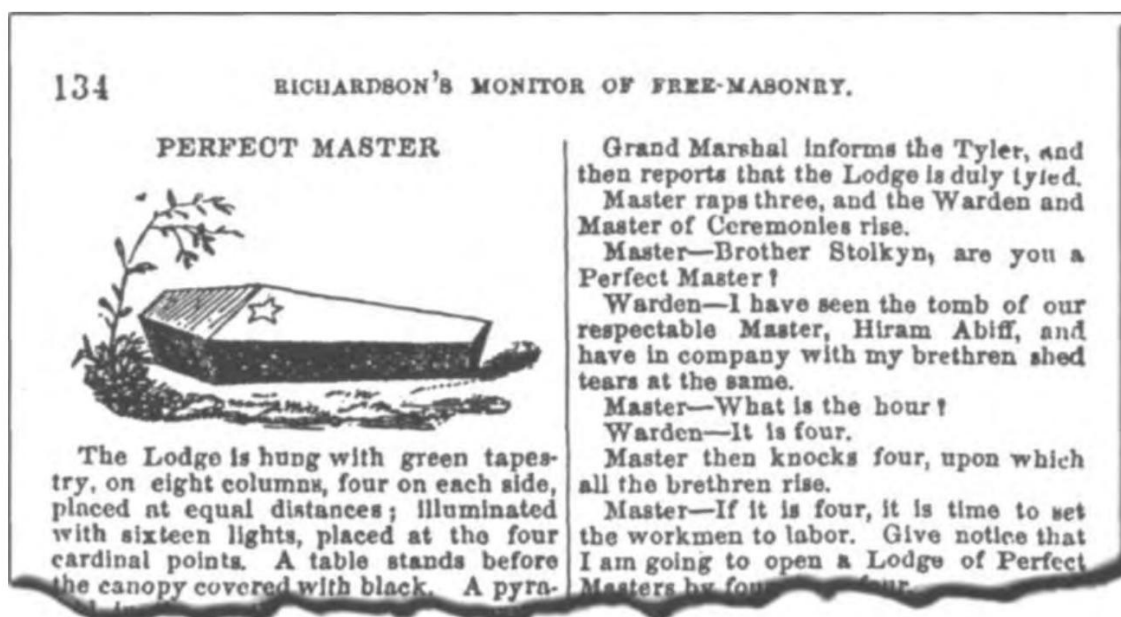 134 RICHARDSON'S MONITOR OF FREE-MASONRY.
PERFECT MASTER
The Lodge is hung with green tapes-
try, on eight columns, four on each side,
placed at equal distances; illuminated
with sixteen lights, placed at the four
cardinal points. A table stands before
the canopy covered with black. A pyra-
Grand Marshal informs the Tyler, and
then reports that the Lodge is duly tyled.
Master raps three, and the Warden and
Master of Ceremonies rise.
Master—Brother Stolkyn, are you a
Perfect Master?
Warden—I have seen the tomb of our
respectable Master, Hiram Abiff, and
have in company with my brethren shed
tears at the same.
Master—What is the hour?
Warden—It is four.
Master then knocks four, upon which
all the brethren rise.
Master—If it is four, it is time to set
the workmen to labor. Give notice that
I am going to open a Lodge of Perfect
Masters by four